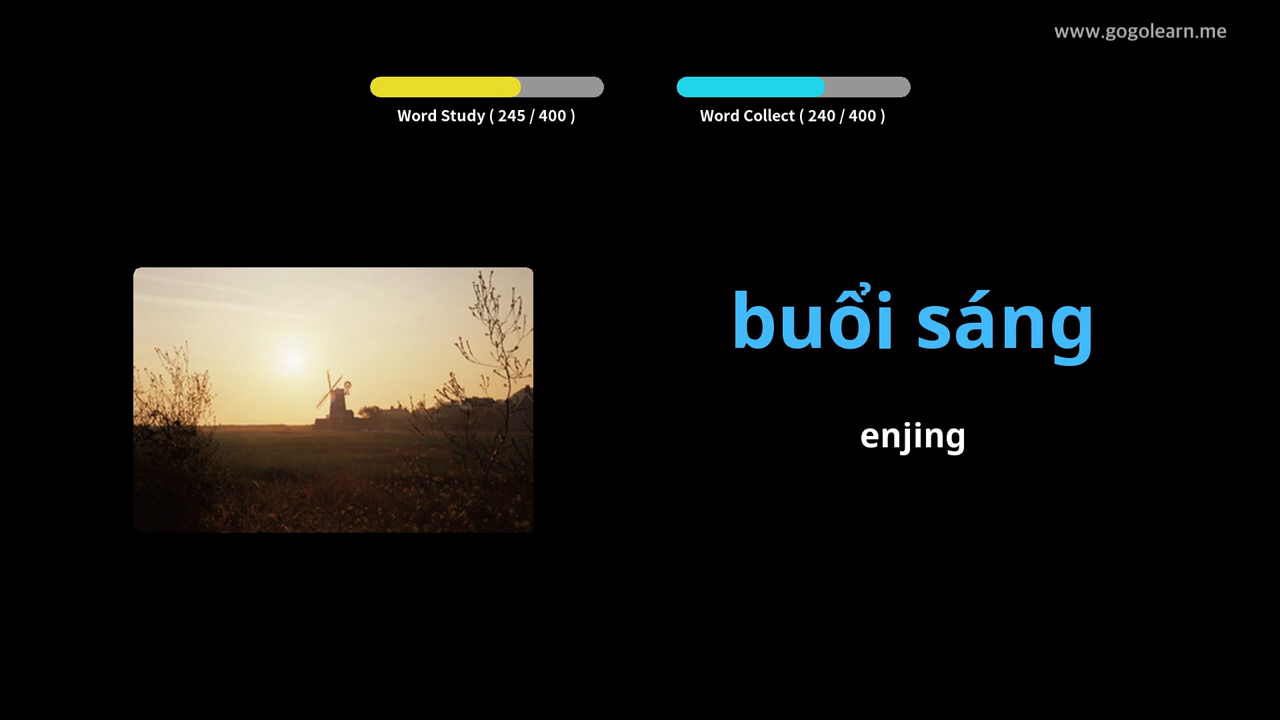 www.gogolearn.me
Word Study ( 245 / 400 )
Word Collect ( 240 / 400 )
buổi sáng
enjing